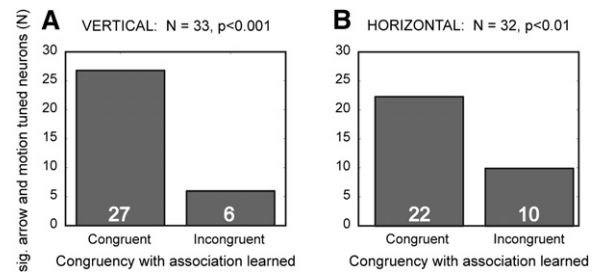 A VERTICAL: N = 33, p<0.001
sig. arrow and motion tuned neurons (N)
30
25
20
15
10
5
0
27
6
Congruent Incongruent
Congruency with association learned
B HORIZONTAL: N = 32, p<0.01
30
25
20
15
10
5
0
22
10
Congruent Incongruent
Congruency with association learned